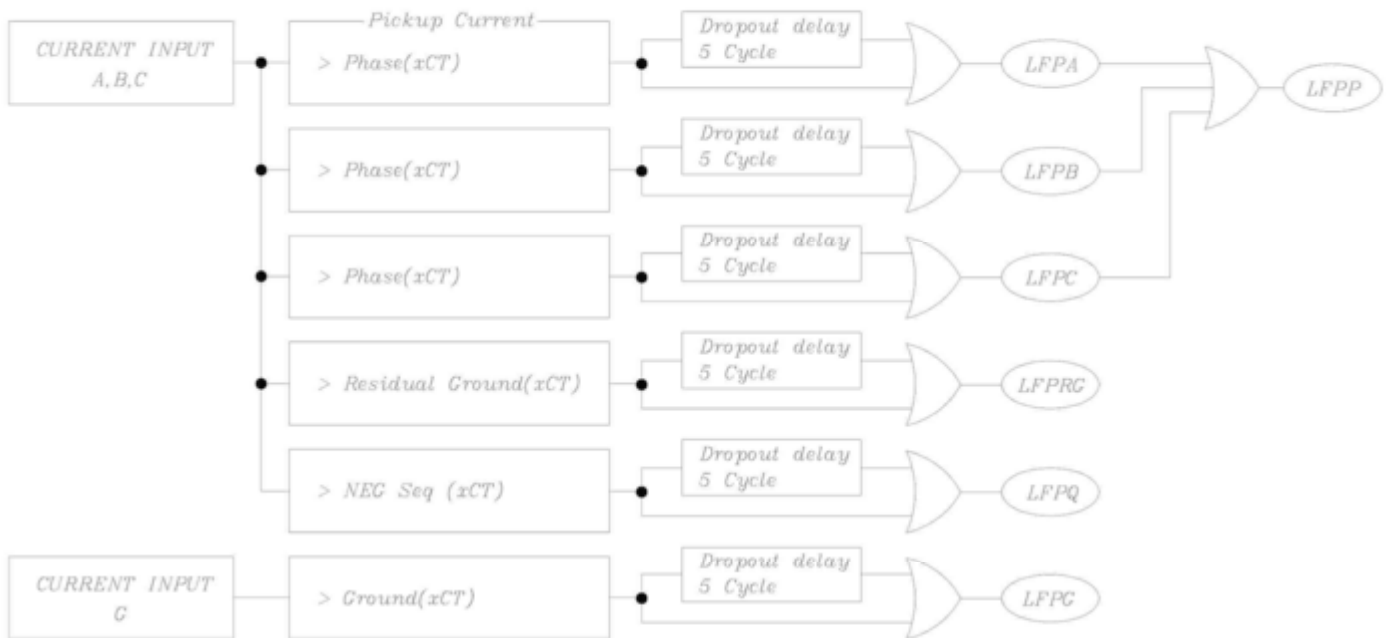 Pickup Current
CURRENT INPUT
A,B,C
> Phase(xCT)
Dropout delay
5 Cycle
LFPA
LFPP
> Phase(xCT)
Dropout delay
5 Cycle
LFPB
> Phase(xCT)
Dropout delay
5 Cycle
LFPC
> Residual Ground(xCT)
Dropout delay
5 Cycle
LFPRG
> NEG Seq (xCT)
Dropout delay
5 Cycle
LFPQ
CURRENT INPUT
G
> Ground(xCT)
Dropout delay
5 Cycle
LFPG